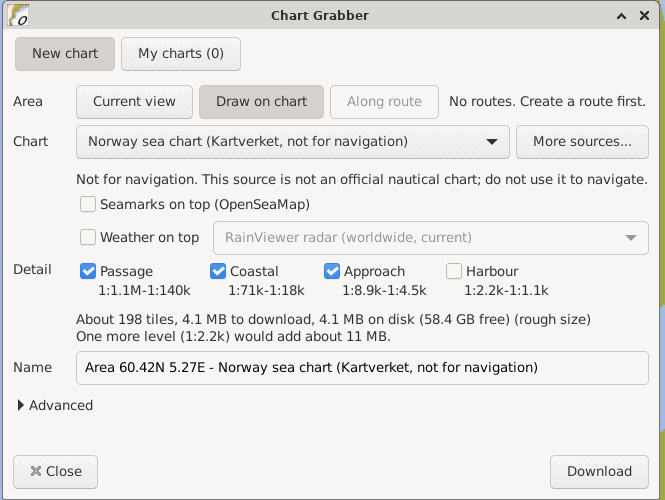 Chart Grabber
New chart
My charts (0)
Area
Current view
Draw on chart
Along route
No routes. Create a route first.
Chart
Norway sea chart (Kartverket, not for navigation)
More sources...
Not for navigation. This source is not an official nautical chart; do not use it to navigate.
Seamarks on top (OpenSeaMap)
Weather on top
RainViewer radar (worldwide, current)
Detail
Passage
Coastal
Approach
Harbour
1:1.1M-1:140k
1:71k-1:18k
1:8.9k-1:4.5k
1:2.2k-1:1.1k
About 198 tiles, 4.1 MB to download, 4.1 MB on disk (58.4 GB free) (rough size)
One more level (1:2.2k) would add about 11 MB.
Name
Area 60.42N 5.27E - Norway sea chart (Kartverket, not for navigation)
Advanced
Close
Download